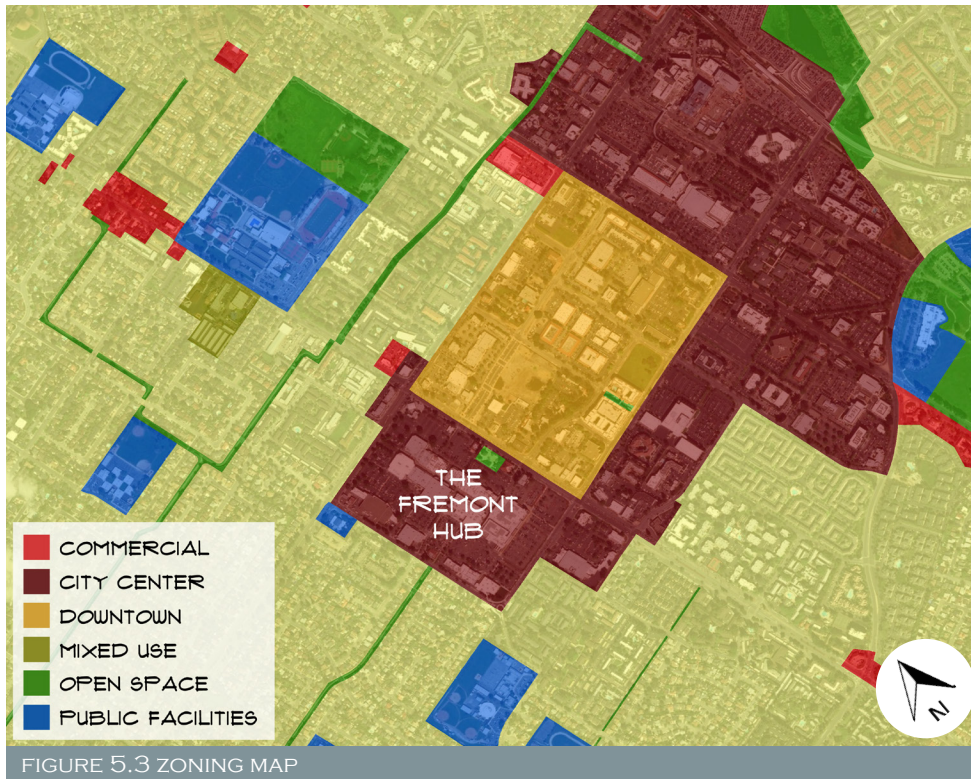 THE
FREMONT
HUB
COMMERCIAL
CITY CENTER
DOWNTOWN
MIXED USE
OPEN SPACE
PUBLIC FACILITIES
N
FIGURE 5.3 ZONING MAP